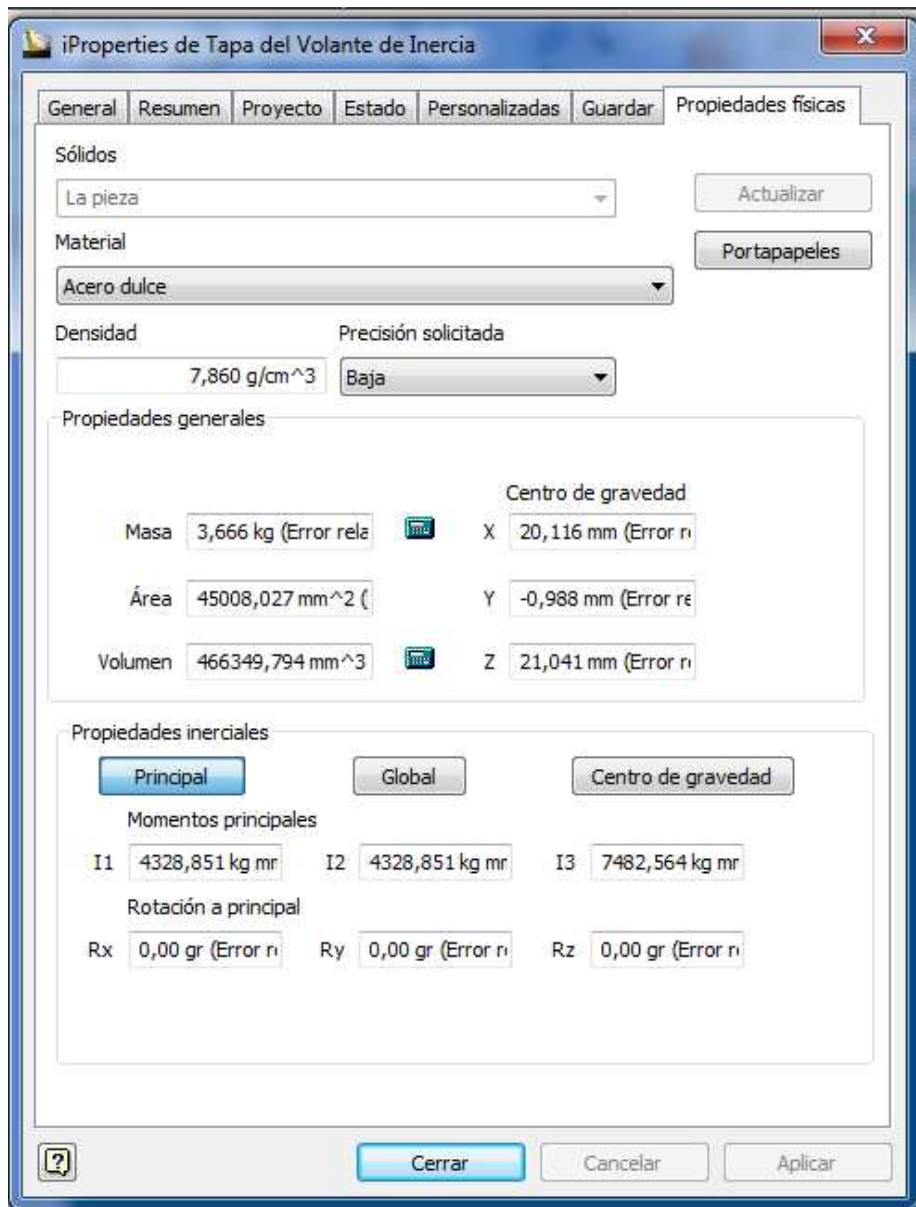 iProperties de Tapa del Volante de Inercia
General Resumen Proyecto Estado Personalizadas Guardar Propiedades físicas
Sólidos
La pieza Actualizar
Material Portapapeles
Acero dulce
Densidad Precisión solicitada
7,860 g/cm^3 Baja
Propiedades generales
Centro de gravedad
Masa 3,666 kg (Error rela X 20,116 mm (Error r
Área 45008,027 mm^2 ( Y -0,988 mm (Error re
Volumen 466349,794 mm^3 Z 21,041 mm (Error r
Propiedades inerciales
Principal Global Centro de gravedad
Momentos principales
I1 4328,851 kg mr I2 4328,851 kg mr I3 7482,564 kg mr
Rotación a principal
Rx 0,00 gr (Error r Ry 0,00 gr (Error r Rz 0,00 gr (Error r
? Cerrar Cancelar Aplicar